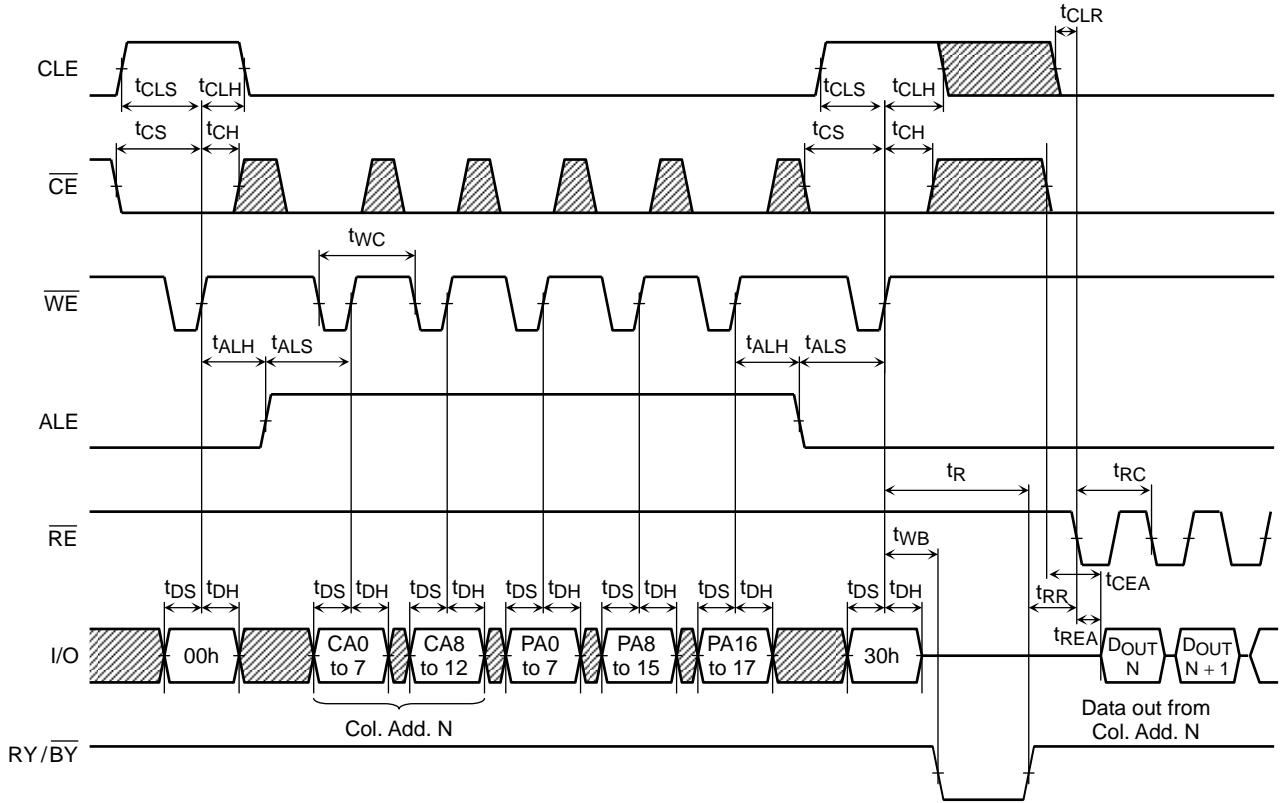 tCLR
CLE
tCLS tCLH tCLS tCLH
tCS tCH tCS tCH
CE
tWC
WE
tALH tALS tALH tALS
ALE
tR tRC
RE
tWB
tCEA
tDS tDH tDS tDH tDS tDH tDS tDH tDS tDH tDS tDH tDS tDH tRR
tREA
I/O 00h CA0 to 7 CA8 to 12 PA0 to 7 PA8 to 15 PA16 to 17 30h DOUT N DOUT N + 1
Col. Add. N
Data out from
Col. Add. N
RY/BY